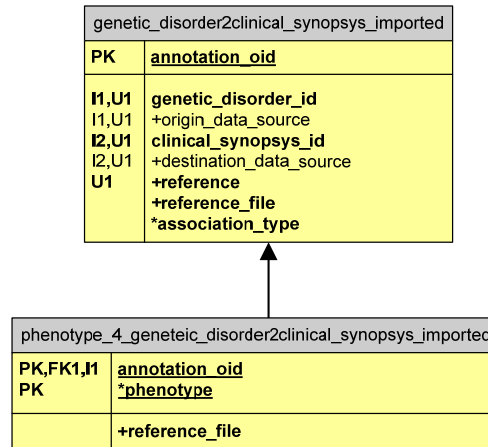 genetic_disorder2clinical_synopsys_imported
PK annotation_oid
I1,U1 genetic_disorder_id
I1,U1 +origin_data_source
I2,U1 clinical_synopsys_id
I2,U1 +destination_data_source
U1 +reference
+reference_file
*association_type
phenotype_4_geneteic_disorder2clinical_synopsys_imported
PK,FK1,I1 annotation_oid
PK *phenotype
+reference_file